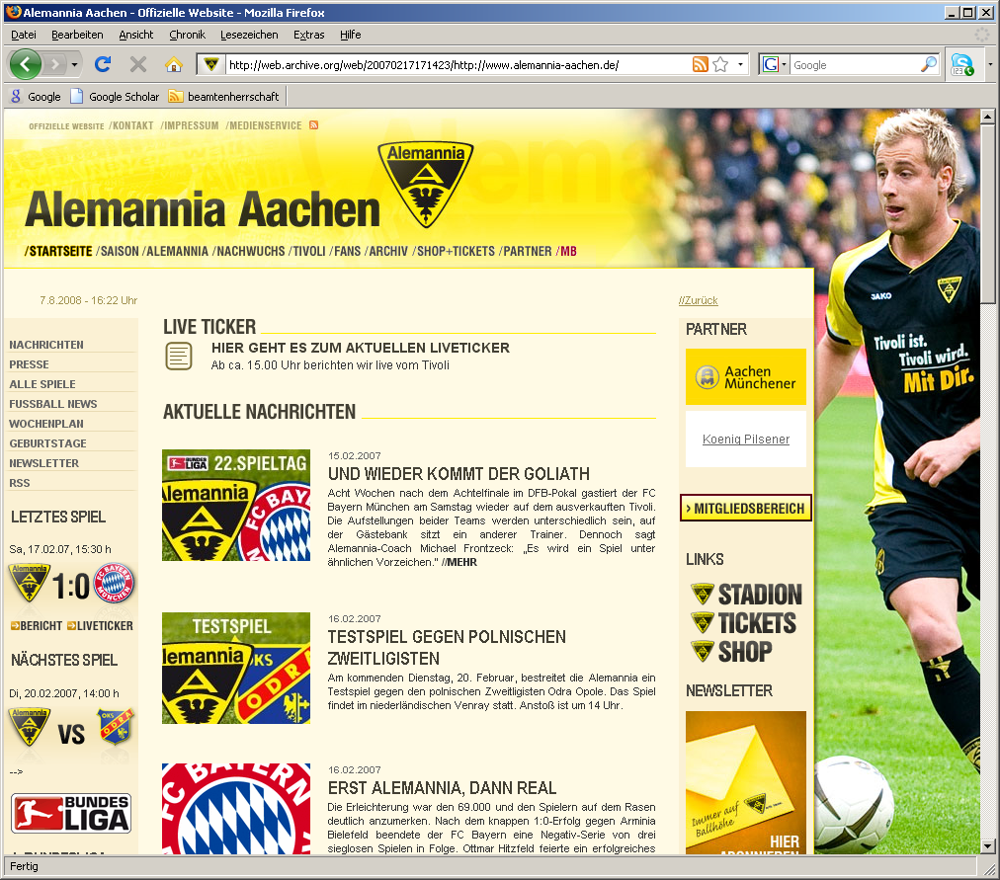 Alemannia Aachen - Offizielle Website - Mozilla Firefox
Datei Bearbeiten Ansicht Chronik Lesezeichen Extras Hilfe
http://web.archive.org/web/20070217171423/http://www.alemannia-aachen.de/
G Google
Google Google Scholar beamtenherrschaft
OFFIZIELLE WEBSITE /KONTAKT /IMPRESSUM /MEDIENSERVICE
Alemannia
Alemannia Aachen
/STARTSEITE /SAISON /ALEMANNIA /NACHWUCHS /TIVOLI /FANS /ARCHIV /SHOP+TICKETS /PARTNER /MB
7.8.2008 - 16:22 Uhr
//Zurück
NACHRICHTEN
PRESSE
ALLE SPIELE
FUSSBALL NEWS
WOCHENPLAN
GEBURTSTAGE
NEWSLETTER
RSS
LETZTES SPIEL
Sa, 17.02.07, 15:30 h
Alemannia 1:0 FC BAYERN MÜNCHEN
BERICHT LIVETICKER
NÄCHSTES SPIEL
Di, 20.02.2007, 14:00 h
Alemannia VS OKS ODRA
-->
BUNDES
LIGA
LIVE TICKER
HIER GEHT ES ZUM AKTUELLEN LIVETICKER
Ab ca. 15.00 Uhr berichten wir live vom Tivoli
AKTUELLE NACHRICHTEN
BUNDES
LIGA 22.SPIELTAG
Alemannia FC BAY
15.02.2007
UND WIEDER KOMMT DER GOLIATH
Acht Wochen nach dem Achtelfinale im DFB-Pokal gastiert der FC
Bayern München am Samstag wieder auf dem ausverkauften Tivoli.
Die Aufstellungen beider Teams werden unterschiedlich sein, auf
der Gästebank sitzt ein anderer Trainer. Dennoch sagt
Alemannia-Coach Michael Frontzeck: „Es wird ein Spiel unter
ähnlichen Vorzeichen." //MEHR
TESTSPIEL
lemannia OKS
ODR
16.02.2007
TESTSPIEL GEGEN POLNISCHEN
ZWEITLIGISTEN
Am kommenden Dienstag, 20. Februar, bestreitet die Alemannia ein
Testspiel gegen den polnischen Zweitligisten Odra Opole. Das Spiel
findet im niederländischen Venray statt. Anstoß ist um 14 Uhr.
FC BAYERN
16.02.2007
ERST ALEMANNIA, DANN REAL
Die Erleichterung war den 69.000 und den Spielern auf dem Rasen
deutlich anzumerken. Nach dem knappen 1:0-Erfolg gegen Arminia
Bielefeld beendete der FC Bayern eine Negativ-Serie von drei
sieglosen Spielen in Folge. Ottmar Hitzfeld feierte ein erfolgreiches
PARTNER
Aachen
Münchener
Koenig Pilsener
› MITGLIEDSBEREICH
LINKS
STADION
TICKETS
SHOP
NEWSLETTER
Immer auf
Ballhöhe
HIER
ABONNIEREN
JAKO
Alemannia
Tivoli ist.
Tivoli wird.
Mit Dir.
Fertig